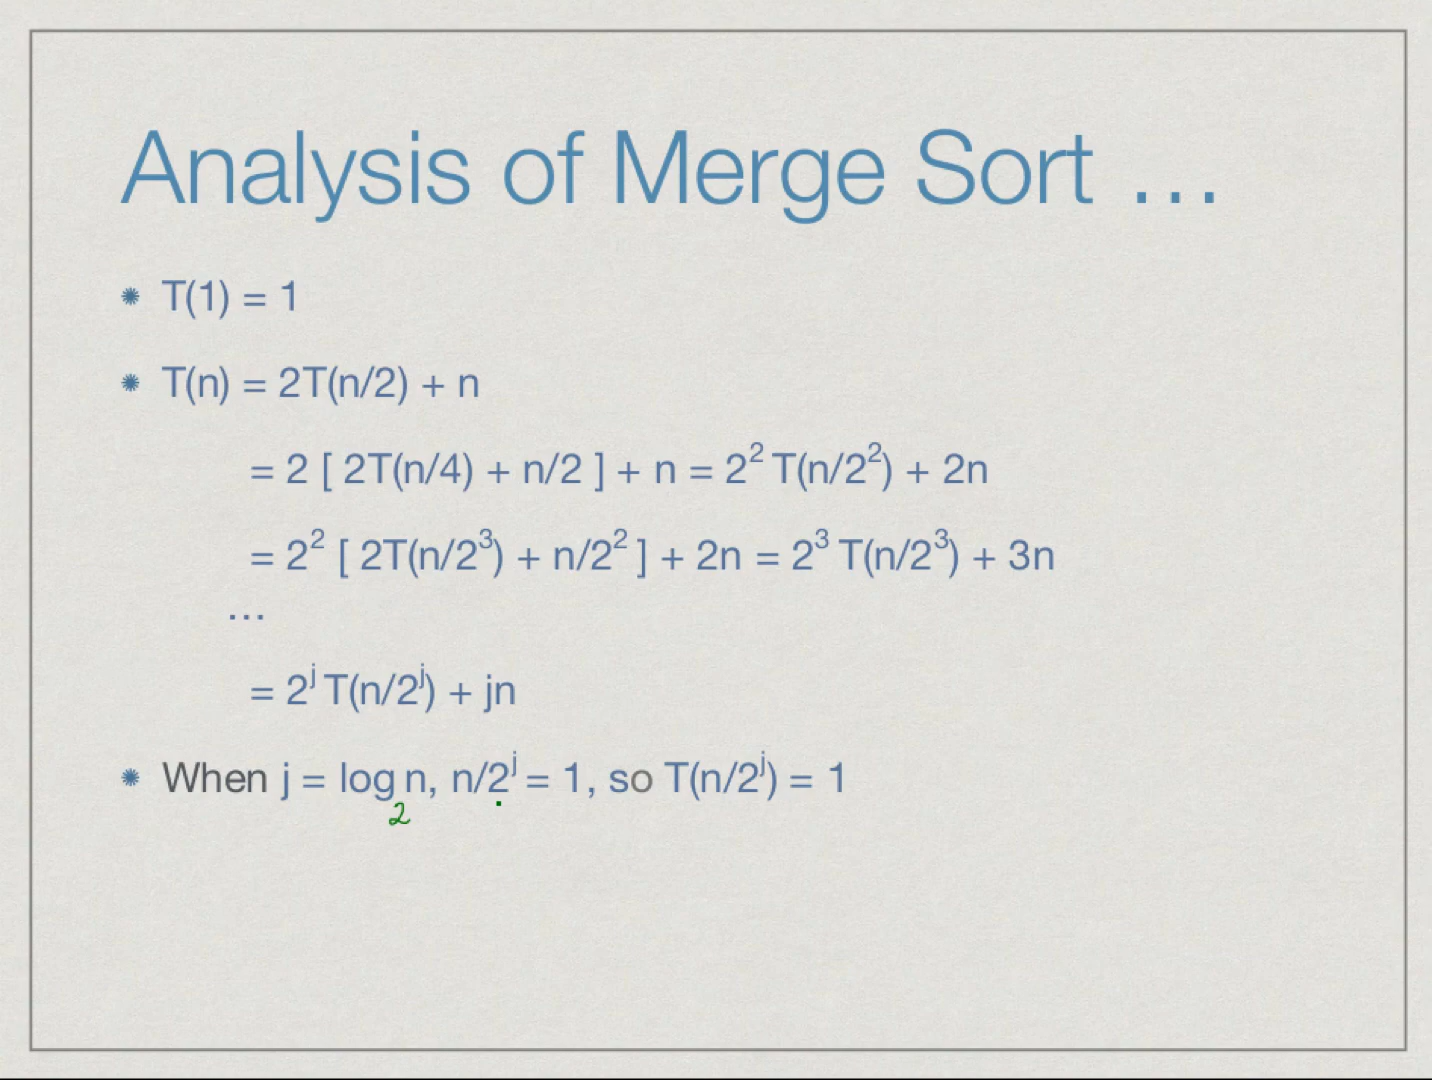 Analysis of Merge Sort …
T(1) = 1
T(n) = 2T(n/2) + n
= 2 [ 2T(n/4) + n/2 ] + n = 2² T(n/2²) + 2n
= 2² [ 2T(n/2³) + n/2² ] + 2n = 2³ T(n/2³) + 3n
…
= 2ʲ T(n/2ʲ) + jn
When j = log n, n/2ʲ = 1, so T(n/2ʲ) = 1
2